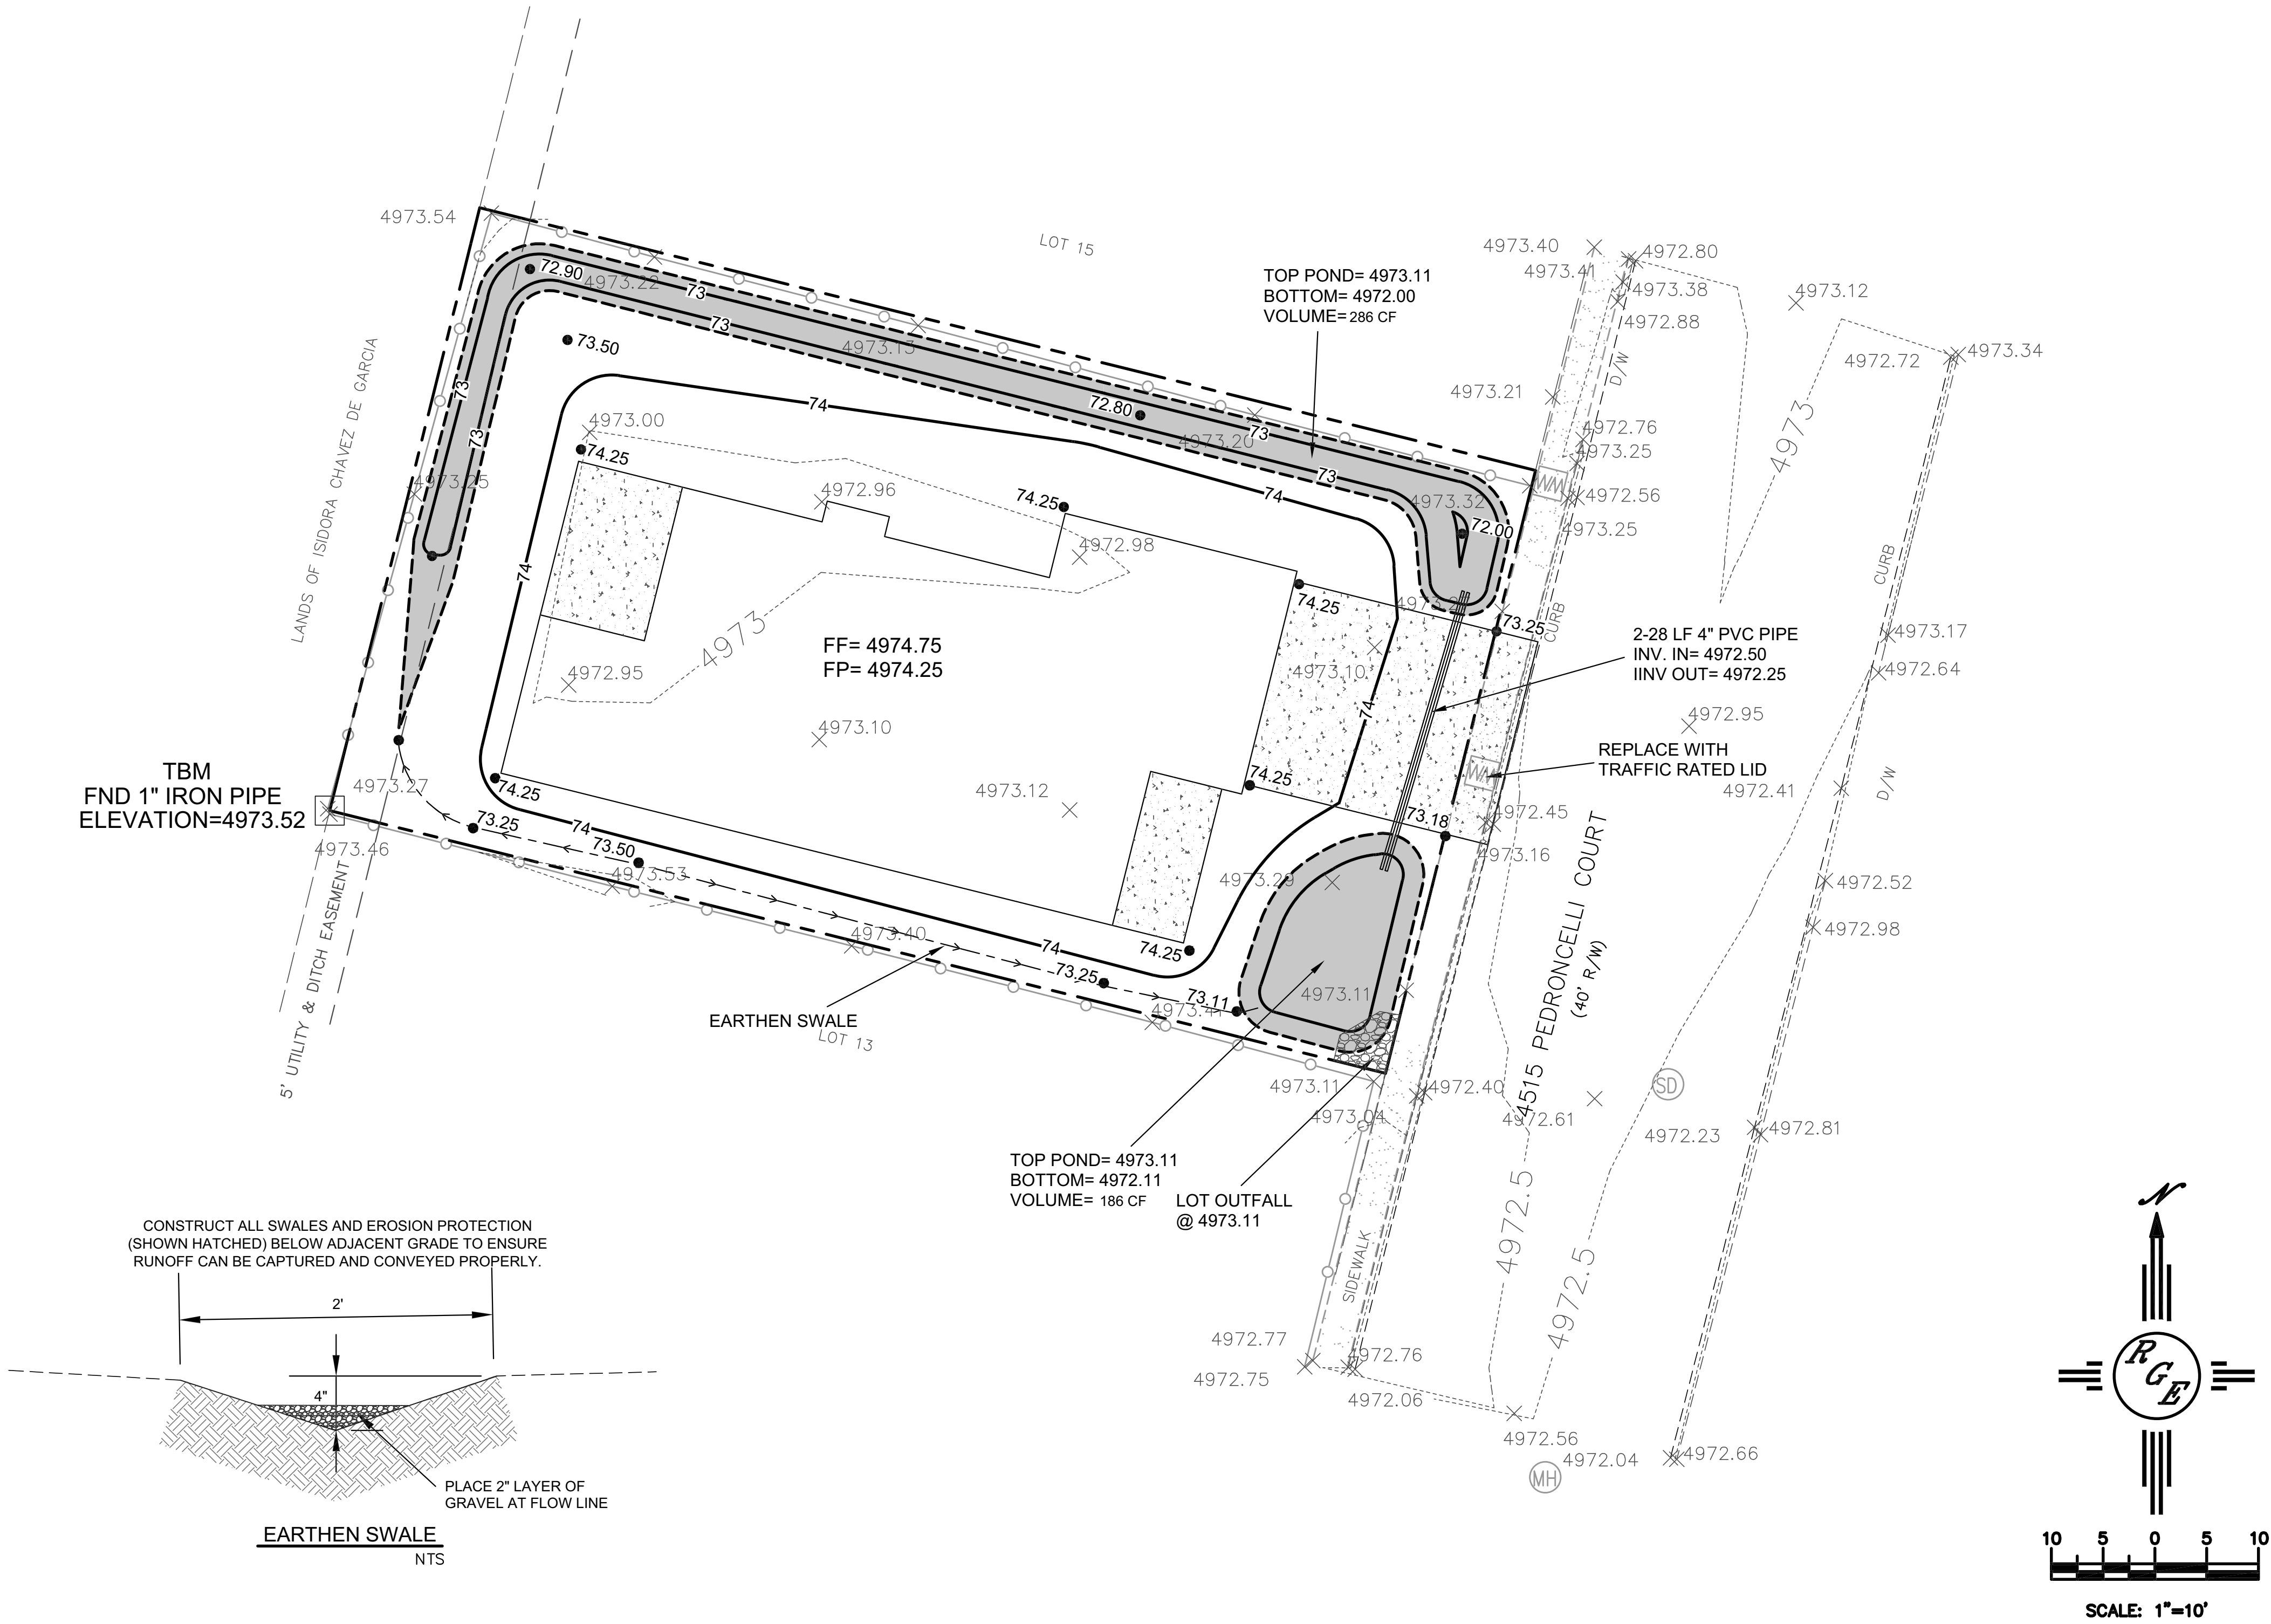 4973.54
LOT 15
4973.40
4972.80
4973.41
4973.38
4973.12
4972.88
TOP POND= 4973.11
BOTTOM= 4972.00
VOLUME= 286 CF
72.90
4973.22
73
73
73.50
4973.13
D/W
4972.72
4973.34
4973.21
LANDS OF ISIDORA CHAVEZ DE GARCIA
73
73
74
72.80
73
4973.20
4973.00
74.25
4972.76
4973.25
4973
73
4973.25
4972.96
74.25
74
4973.32
WM
4972.56
72.00
4973.25
4972.98
74
CURB
CURB
74.25
73.25
4973
FF= 4974.75
FP= 4974.25
4973.10
2-28 LF 4" PVC PIPE
INV. IN= 4972.50
IINV OUT= 4972.25
4973.17
4972.64
4972.95
74
4972.95
4973.10
REPLACE WITH
TRAFFIC RATED LID
WM
TBM
FND 1" IRON PIPE
ELEVATION=4973.52
4973.27
74.25
74.25
4973.12
4972.41
D/W
4972.45
73.18
4973.16
73.25
74
73.50
4973.46
4973.53
4973.29
4972.52
4972.98
4973.40
74
74.25
73.25
73.11
4973.11
EARTHEN SWALE
LOT 13
5' UTILITY & DITCH EASEMENT
4515 PEDRONCELLI COURT
(40' R/W)
4973.11
4973.04
4972.40
4972.61
SD
4972.23
4972.81
TOP POND= 4973.11
BOTTOM= 4972.11
VOLUME= 186 CF
LOT OUTFALL
@ 4973.11
4972.5
4972.5
SIDEWALK
4972.77
4972.75
4972.76
4972.06
4972.56
4972.04
4972.66
MH
CONSTRUCT ALL SWALES AND EROSION PROTECTION
(SHOWN HATCHED) BELOW ADJACENT GRADE TO ENSURE
RUNOFF CAN BE CAPTURED AND CONVEYED PROPERLY.
2'
4"
PLACE 2" LAYER OF
GRAVEL AT FLOW LINE
EARTHEN SWALE
NTS
N
RGE
10 5 0 5 10
SCALE: 1"=10'